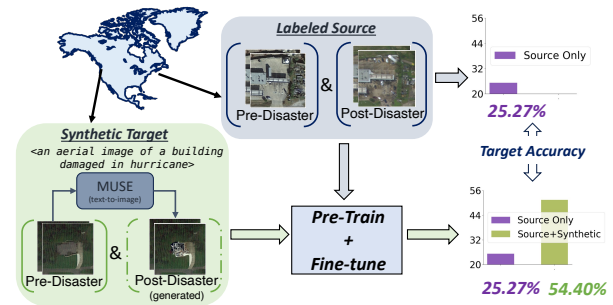 Labeled Source
Pre-Disaster
&
Post-Disaster
56
44
32
20
Source Only
25.27%
Target Accuracy
Synthetic Target
<an aerial image of a building
damaged in hurricane>
MUSE
(text-to-image)
Pre-Disaster
&
Post-Disaster
(generated)
Pre-Train
+
Fine-tune
56
44
32
20
Source Only
Source+Synthetic
25.27% 54.40%